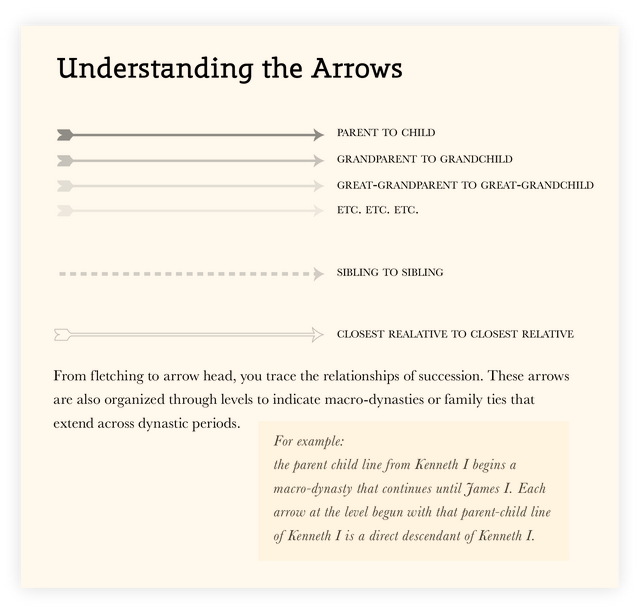 Understanding the Arrows
PARENT TO CHILD
GRANDPARENT TO GRANDCHILD
GREAT-GRANDPARENT TO GREAT-GRANDCHILD
ETC. ETC. ETC.
SIBLING TO SIBLING
CLOSEST REALATIVE TO CLOSEST RELATIVE
From fletching to arrow head, you trace the relationships of succession. These arrows
are also organized through levels to indicate macro-dynasties or family ties that
extend across dynastic periods.
For example:
the parent child line from Kenneth I begins a
macro-dynasty that continues until James I. Each
arrow at the level begun with that parent-child line
of Kenneth I is a direct descendant of Kenneth I.